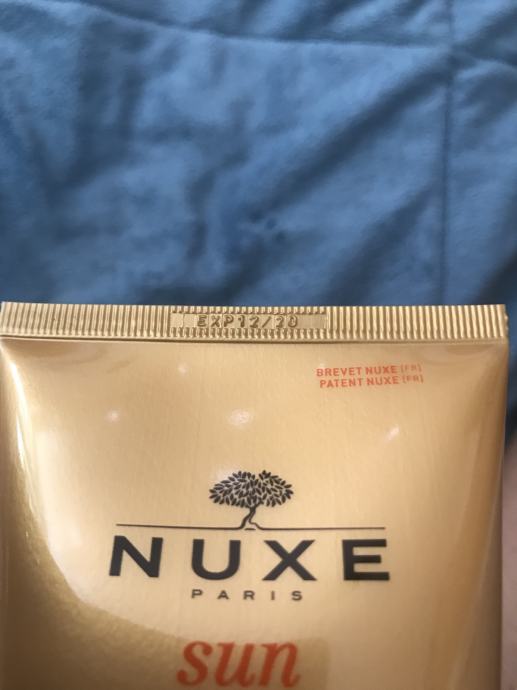 EXP12/20
BREVET NUXE (FR)
PATENT NUXE (FR)
NUXE
PARIS
sun